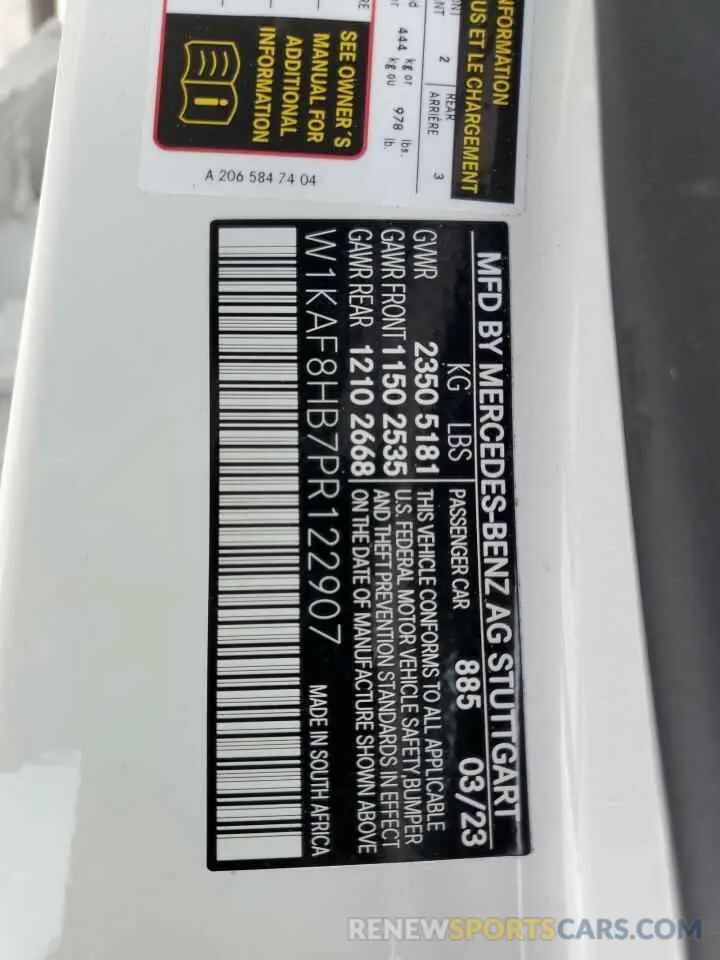 INFORMATION
US ET LE CHARGEMENT
2 REAR ARRIÈRE 3
444 kg or 978 lbs.
kg ou lb.
SEE OWNER'S
MANUAL FOR
ADDITIONAL
INFORMATION
A 206 584 74 04
MFD BY MERCEDES-BENZ AG STUTTGART
KG LBS PASSENGER CAR 885 03/23
GVWR 2350 5181
GAWR FRONT 1150 2535
GAWR REAR 1210 2668
THIS VEHICLE CONFORMS TO ALL APPLICABLE
U.S. FEDERAL MOTOR VEHICLE SAFETY,BUMPER
AND THEFT PREVENTION STANDARDS IN EFFECT
ON THE DATE OF MANUFACTURE SHOWN ABOVE
W1KAF8HB7PR122907 MADE IN SOUTH AFRICA
RENEWSPORTSCARS.COM